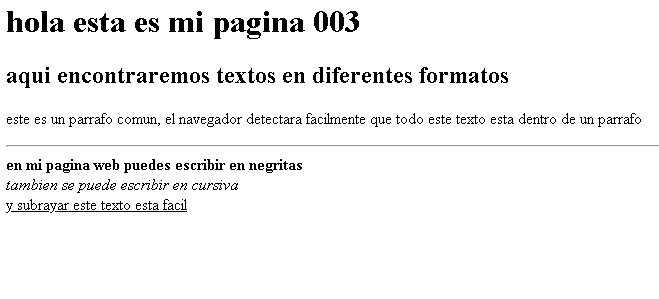 hola esta es mi pagina 003
aqui encontraremos textos en diferentes formatos
este es un parrafo comun, el navegador detectara facilmente que todo este texto esta dentro de un parrafo
en mi pagina web puedes escribir en negritas
tambien se puede escribir en cursiva
y subrayar este texto esta facil